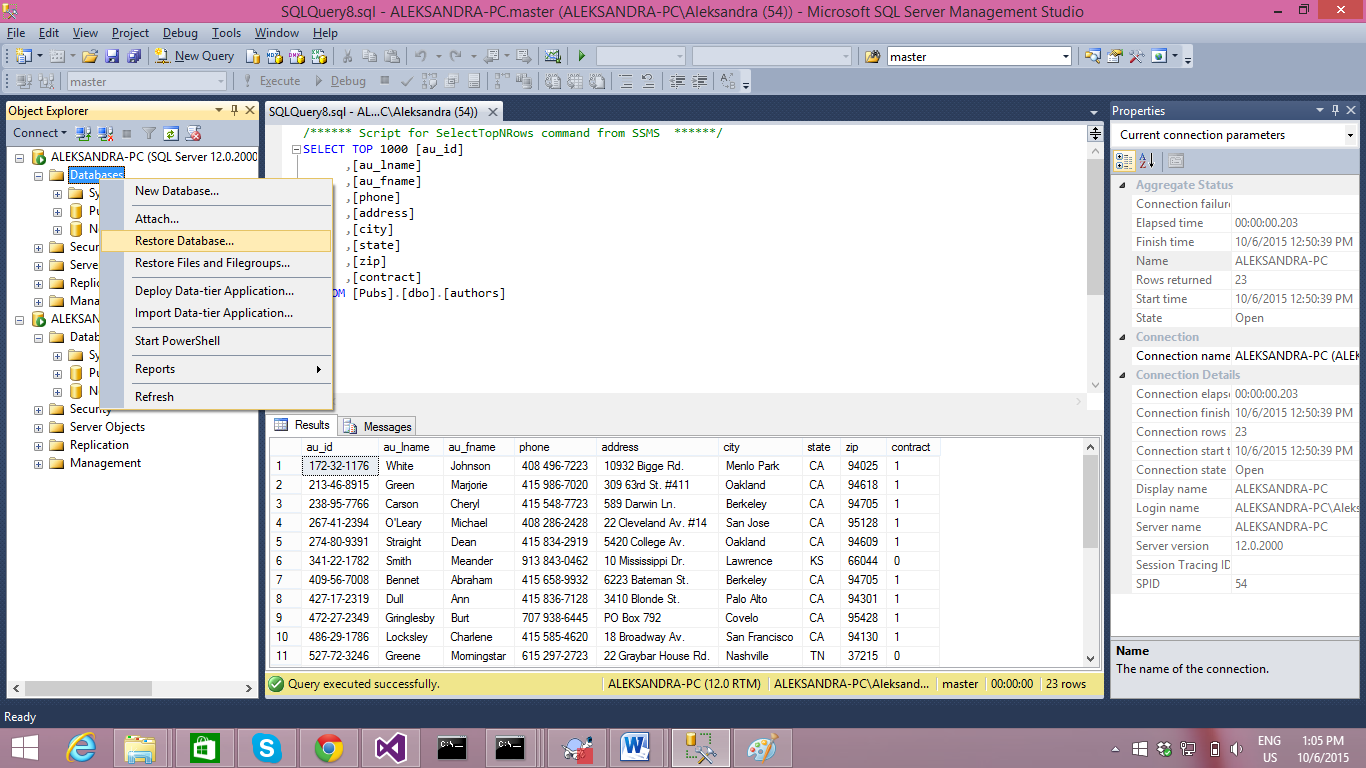 SQLQuery8.sql - ALEKSANDRA-PC.master (ALEKSANDRA-PC\Aleksandra (54)) - Microsoft SQL Server Management Studio
File Edit View Project Debug Tools Window Help
New Query master
master Execute Debug
Object Explorer
Connect
ALEKSANDRA-PC (SQL Server 12.0.2000
Databases
Sy
Pu
N
Secur
Serve
Replic
Mana
ALEKSAN
Datab
Sy
Pu
N
Security
Server Objects
Replication
Management
New Database...
Attach...
Restore Database...
Restore Files and Filegroups...
Deploy Data-tier Application...
Import Data-tier Application...
Start PowerShell
Reports
Refresh
SQLQuery8.sql - AL...C\Aleksandra (54))
/****** Script for SelectTopNRows command from SSMS ******/
SELECT TOP 1000 [au_id]
,[au_lname]
,[au_fname]
,[phone]
,[address]
,[city]
,[state]
,[zip]
,[contract]
OM [Pubs].[dbo].[authors]
Results Messages
au_id au_lname au_fname phone address city state zip contract
1 172-32-1176 White Johnson 408 496-7223 10932 Bigge Rd. Menlo Park CA 94025 1
2 213-46-8915 Green Marjorie 415 986-7020 309 63rd St. #411 Oakland CA 94618 1
3 238-95-7766 Carson Cheryl 415 548-7723 589 Darwin Ln. Berkeley CA 94705 1
4 267-41-2394 O'Leary Michael 408 286-2428 22 Cleveland Av. #14 San Jose CA 95128 1
5 274-80-9391 Straight Dean 415 834-2919 5420 College Av. Oakland CA 94609 1
6 341-22-1782 Smith Meander 913 843-0462 10 Mississippi Dr. Lawrence KS 66044 0
7 409-56-7008 Bennet Abraham 415 658-9932 6223 Bateman St. Berkeley CA 94705 1
8 427-17-2319 Dull Ann 415 836-7128 3410 Blonde St. Palo Alto CA 94301 1
9 472-27-2349 Gringlesby Burt 707 938-6445 PO Box 792 Covelo CA 95428 1
10 486-29-1786 Locksley Charlene 415 585-4620 18 Broadway Av. San Francisco CA 94130 1
11 527-72-3246 Greene Morningstar 615 297-2723 22 Graybar House Rd. Nashville TN 37215 0
Query executed successfully. ALEKSANDRA-PC (12.0 RTM) ALEKSANDRA-PC\Aleksand... master 00:00:00 23 rows
Properties
Current connection parameters
Aggregate Status
Connection failure
Elapsed time 00:00:00.203
Finish time 10/6/2015 12:50:39 PM
Name ALEKSANDRA-PC
Rows returned 23
Start time 10/6/2015 12:50:39 PM
State Open
Connection
Connection name ALEKSANDRA-PC (ALEK
Connection Details
Connection elaps 00:00:00.203
Connection finish 10/6/2015 12:50:39 PM
Connection rows 23
Connection start t 10/6/2015 12:50:39 PM
Connection state Open
Display name ALEKSANDRA-PC
Login name ALEKSANDRA-PC\Aleks
Server name ALEKSANDRA-PC
Server version 12.0.2000
Session Tracing ID
SPID 54
Name
The name of the connection.
Ready
ENG
US
1:05 PM
10/6/2015